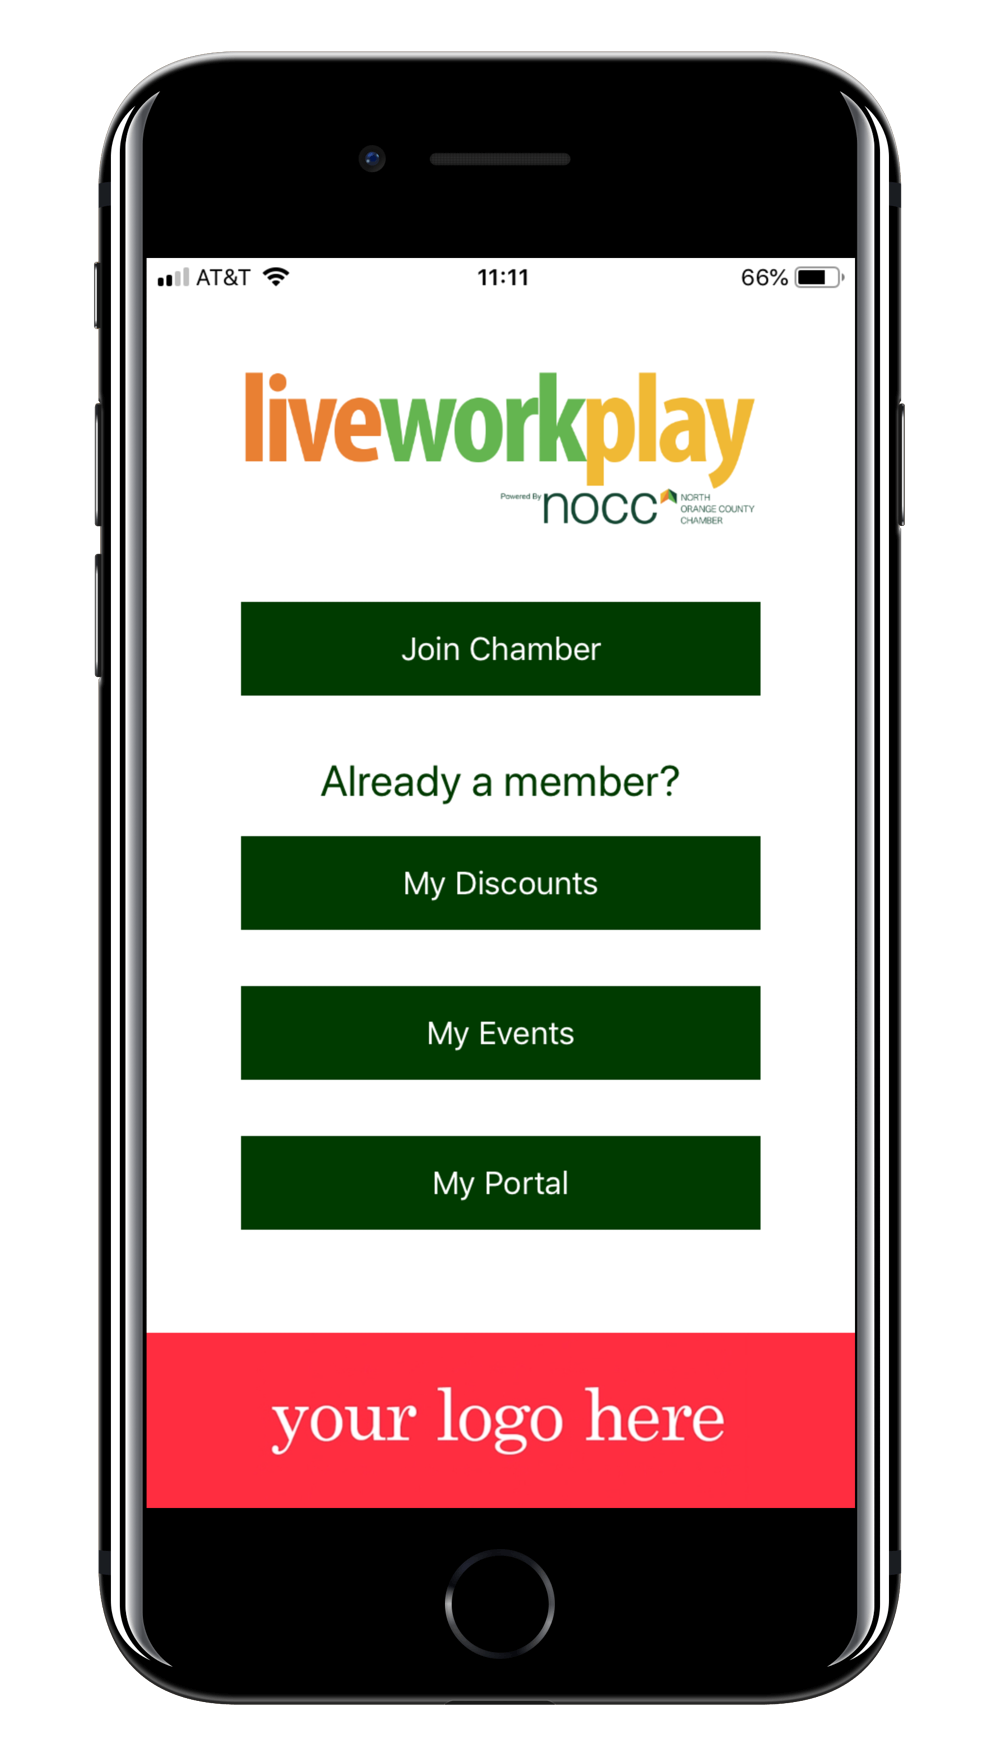 AT&T 11:11 66%
liveworkplay
Powered By nocc NORTH
ORANGE COUNTY
CHAMBER
Join Chamber
Already a member?
My Discounts
My Events
My Portal
your logo here